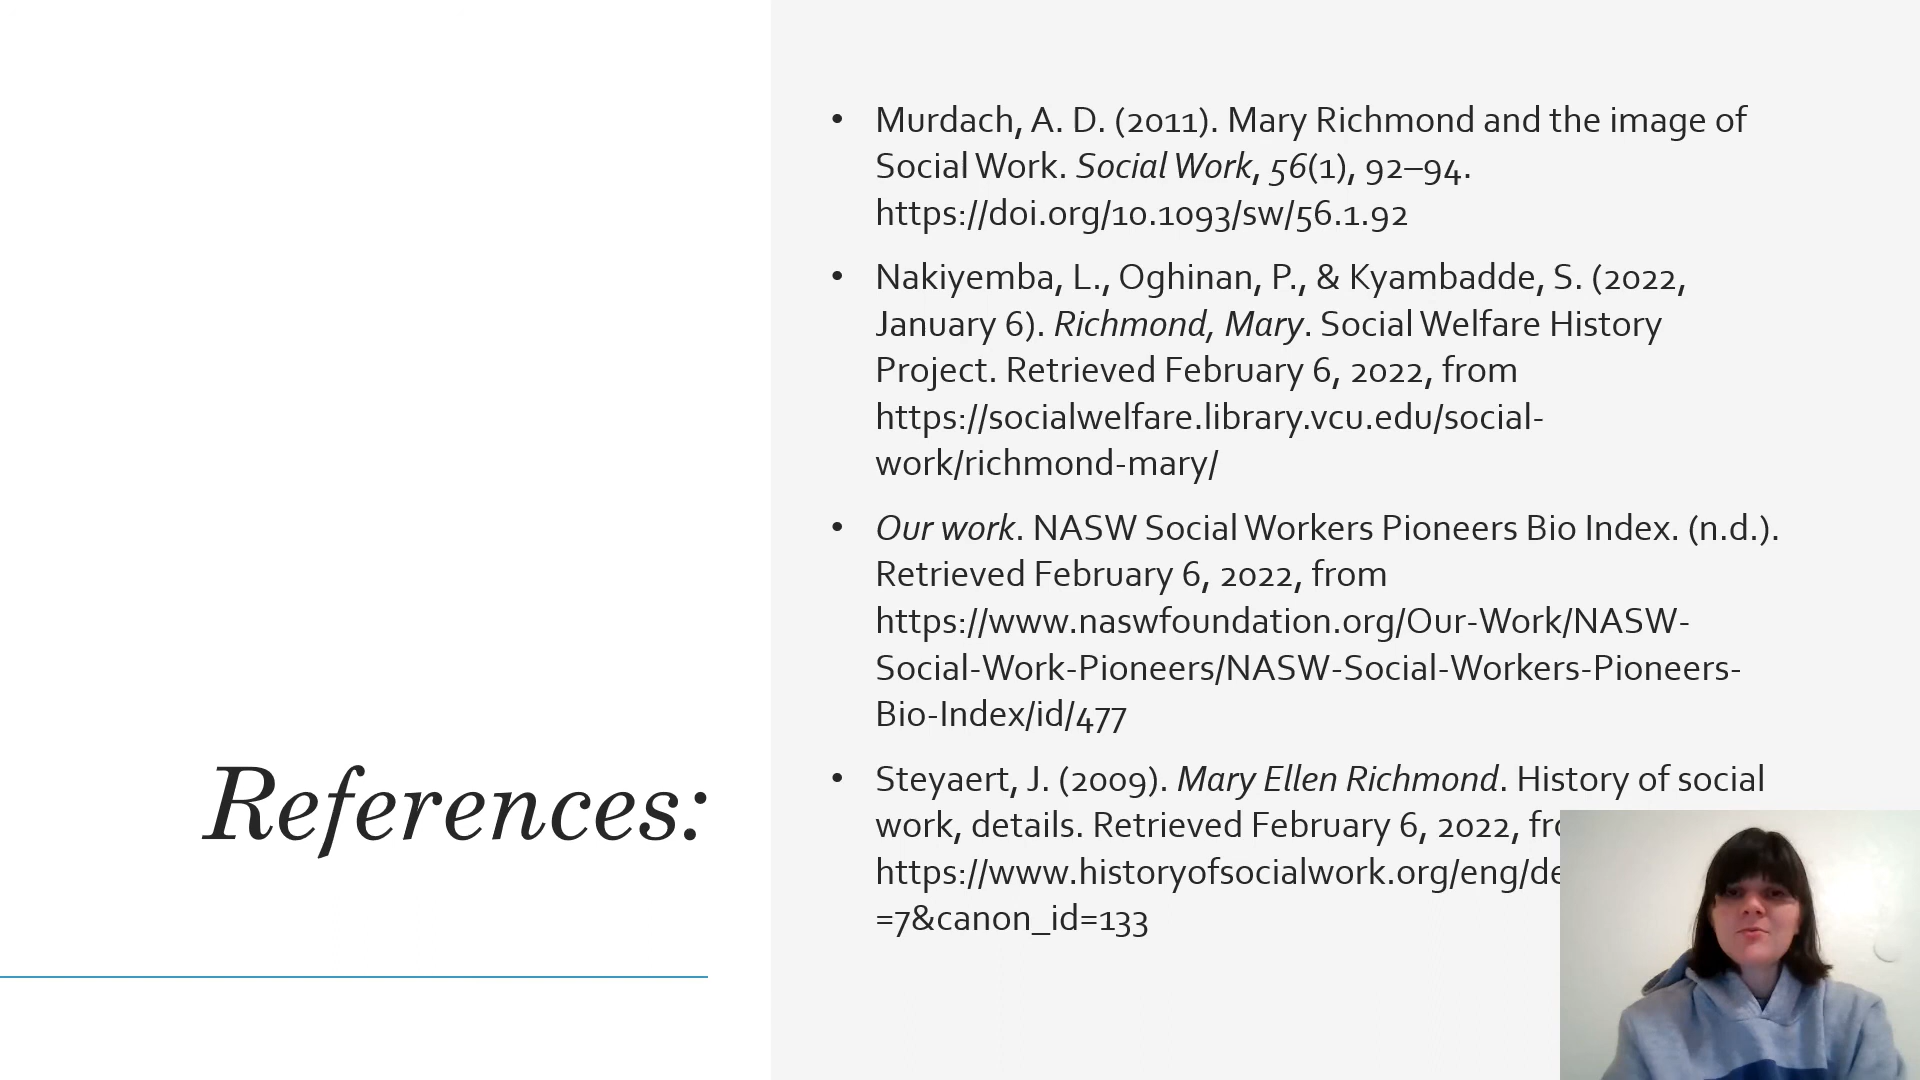 Murdach, A. D. (2011). Mary Richmond and the image of
Social Work. Social Work, 56(1), 92–94.
https://doi.org/10.1093/sw/56.1.92
Nakiyemba, L., Oghinan, P., & Kyambadde, S. (2022,
January 6). Richmond, Mary. Social Welfare History
Project. Retrieved February 6, 2022, from
https://socialwelfare.library.vcu.edu/social-
work/richmond-mary/
Our work. NASW Social Workers Pioneers Bio Index. (n.d.).
Retrieved February 6, 2022, from
https://www.naswfoundation.org/Our-Work/NASW-
Social-Work-Pioneers/NASW-Social-Workers-Pioneers-
Bio-Index/id/477
Steyaert, J. (2009). Mary Ellen Richmond. History of social
work, details. Retrieved February 6, 2022,
https://www.historyofsocialwork.org/eng/de
=7&canon_id=133
References: